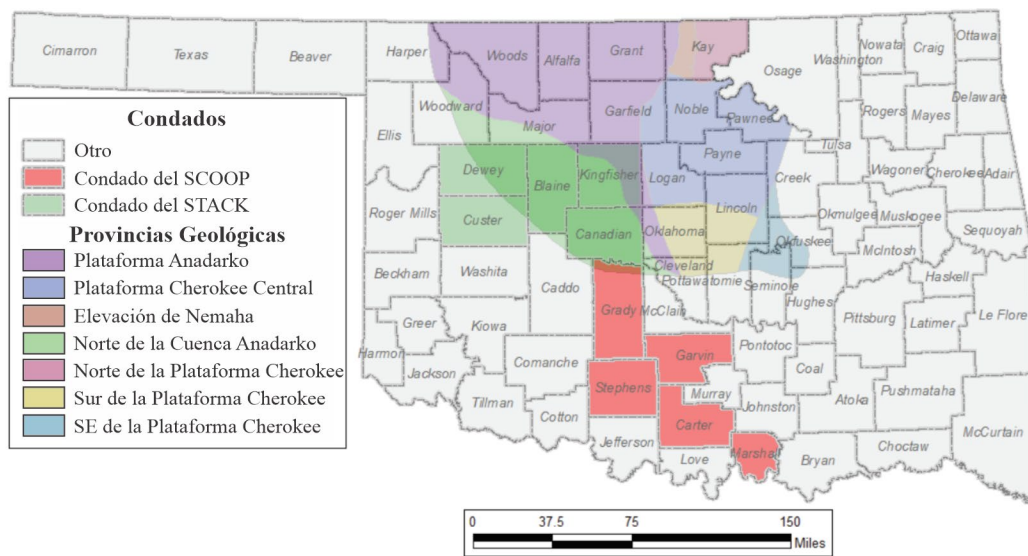 Cimarron
Texas
Beaver
Harper
Woods
Alfalfa
Grant
Kay
Osage
Washington
Nowata
Craig
Ottawa
Woodward
Major
Garfield
Noble
Pawnee
Rogers
Mayes
Delaware
Ellis
Dewey
Blaine
Kingfisher
Logan
Payne
Creek
Tulsa
Wagoner
Cherokee
Adair
Roger Mills
Custer
Canadian
Oklahoma
Lincoln
Okfuskee
Okmulgee
Muskogee
McIntosh
Sequoyah
Beckham
Washita
Caddo
Grady
McClain
Cleveland
Pottawatomie
Seminole
Hughes
Haskell
Pittsburg
Latimer
Le Flore
Greer
Harmon
Jackson
Kiowa
Comanche
Tillman
Cotton
Stephens
Garvin
Murray
Pontotoc
Coal
Johnston
Atoka
Pushmataha
McCurtain
Jefferson
Carter
Love
Marshall
Bryan
Choctaw
Condados
Otro
Condado del SCOOP
Condado del STACK
Provincias Geológicas
Plataforma Anadarko
Plataforma Cherokee Central
Elevación de Nemaha
Norte de la Cuenca Anadarko
Norte de la Plataforma Cherokee
Sur de la Plataforma Cherokee
SE de la Plataforma Cherokee
0 37.5 75 150
Miles